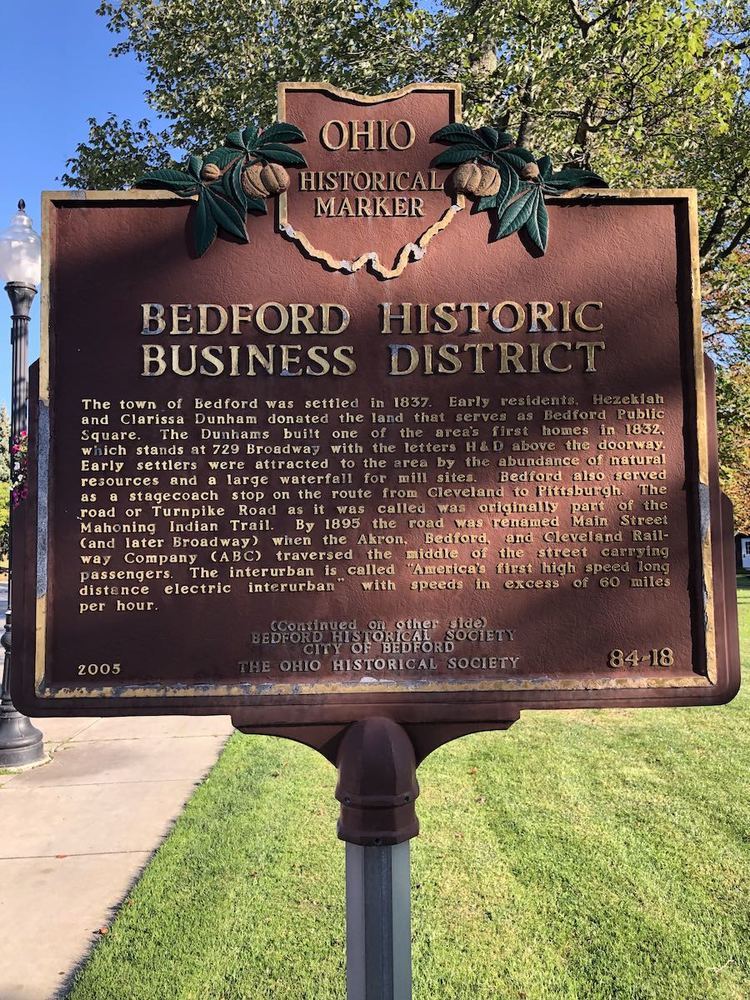 OHIO
HISTORICAL
MARKER
BEDFORD HISTORIC
BUSINESS DISTRICT
The town of Bedford was settled in 1837. Early residents, Hezekiah
and Clarissa Dunham donated the land that serves as Bedford Public
Square. The Dunhams built one of the area's first homes in 1832,
which stands at 729 Broadway with the letters H&D above the doorway.
Early settlers were attracted to the area by the abundance of natural
resources and a large waterfall for mill sites. Bedford also served
as a stagecoach stop on the route from Cleveland to Pittsburgh. The
road or Turnpike Road as it was called was originally part of the
Mahoning Indian Trail. By 1895 the road was renamed Main Street
(and later Broadway) when the Akron, Bedford, and Cleveland Rail-
way Company (ABC) traversed the middle of the street carrying
passengers. The interurban is called "America's first high speed long
distance electric interurban" with speeds in excess of 60 miles
per hour.
(Continued on other side)
BEDFORD HISTORICAL SOCIETY
CITY OF BEDFORD
THE OHIO HISTORICAL SOCIETY
2005
84-18